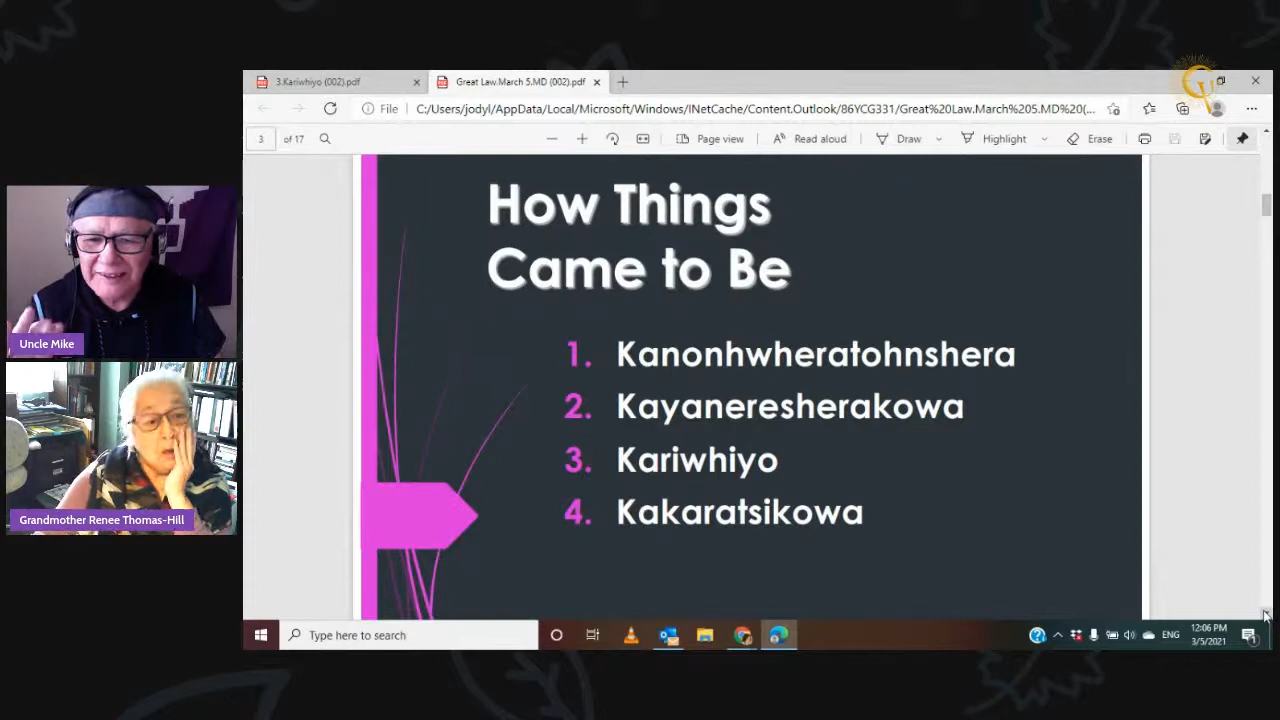 3.Kariwhiyo (002).pdf
Great Law.March 5.MD (002).pdf
File
C:/Users/jodyl/AppData/Local/Microsoft/Windows/INetCache/Content.Outlook/86YCG331/Great%20Law.March%205.MD%20(...
3 of 17
Page view
Read aloud
Draw
Highlight
Erase
How Things
Came to Be
1. Kanonhwheratohnshera
2. Kayaneresherakowa
3. Kariwhiyo
4. Kakaratsikowa
Uncle Mike
Grandmother Renee Thomas-Hill
Type here to search
ENG
12:06 PM
3/5/2021
1